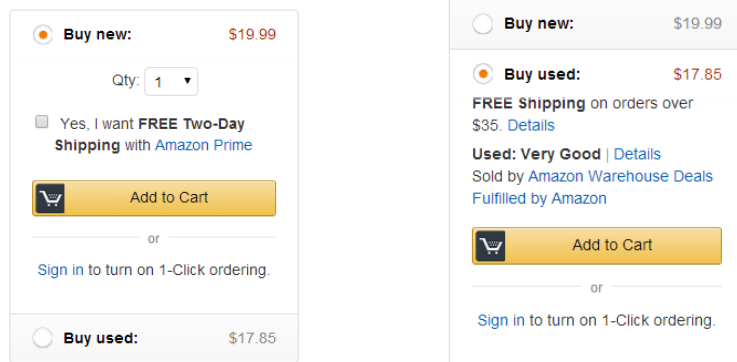 Buy new: $19.99
Qty: 1
Yes, I want FREE Two-Day
Shipping with Amazon Prime
Add to Cart
or
Sign in to turn on 1-Click ordering.
Buy used: $17.85
Buy new: $19.99
Buy used: $17.85
FREE Shipping on orders over
$35. Details
Used: Very Good | Details
Sold by Amazon Warehouse Deals
Fulfilled by Amazon
Add to Cart
or
Sign in to turn on 1-Click ordering.